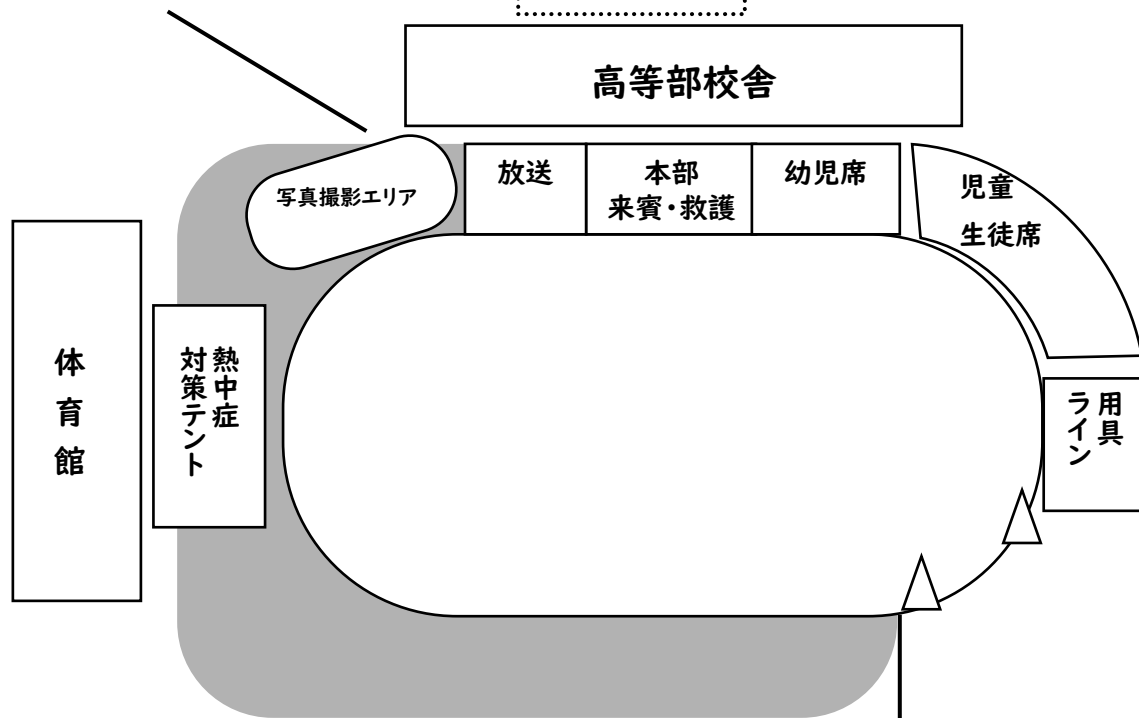 高等部校舎
写真撮影エリア
放送
本部
来賓・救護
幼児席
児童
生徒席
体育館
熱中症
対策テント
用具
ライン